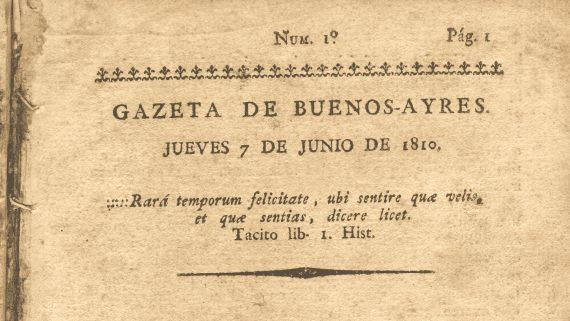 Num. 1º Pág. 1
GAZETA DE BUENOS-AYRES.
JUEVES 7 DE JUNIO DE 1810.
:::::Rará temporum felicitate, ubi sentire quæ velis,
et quæ sentias, dicere licet.
Tacito lib- 1. Hist.